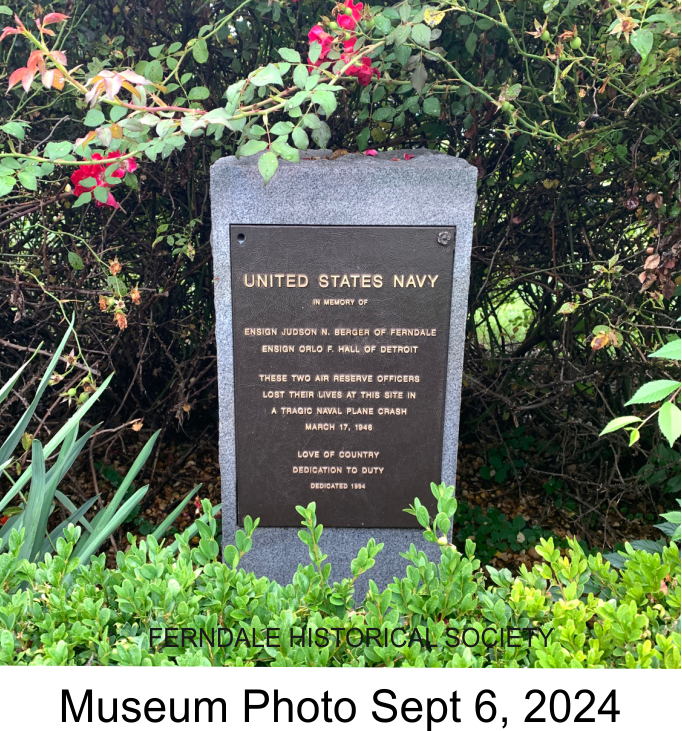 UNITED STATES NAVY
IN MEMORY OF
ENSIGN JUDSON N. BERGER OF FERNDALE
ENSIGN ORLO F. HALL OF DETROIT
THESE TWO AIR RESERVE OFFICERS
LOST THEIR LIVES AT THIS SITE IN
A TRAGIC NAVAL PLANE CRASH
MARCH 17, 1946
LOVE OF COUNTRY
DEDICATION TO DUTY
DEDICATED 1994
FERNDALE HISTORICAL SOCIETY
Museum Photo Sept 6, 2024